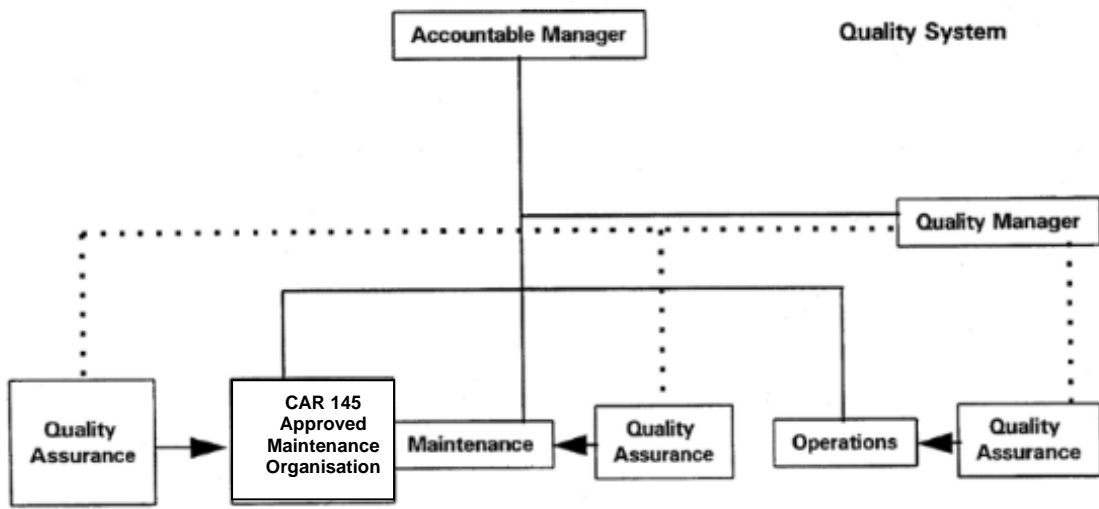 Accountable Manager
Quality System
Quality Manager
Quality
Assurance
CAR 145
Approved
Maintenance
Organisation
Maintenance
Quality
Assurance
Operations
Quality
Assurance